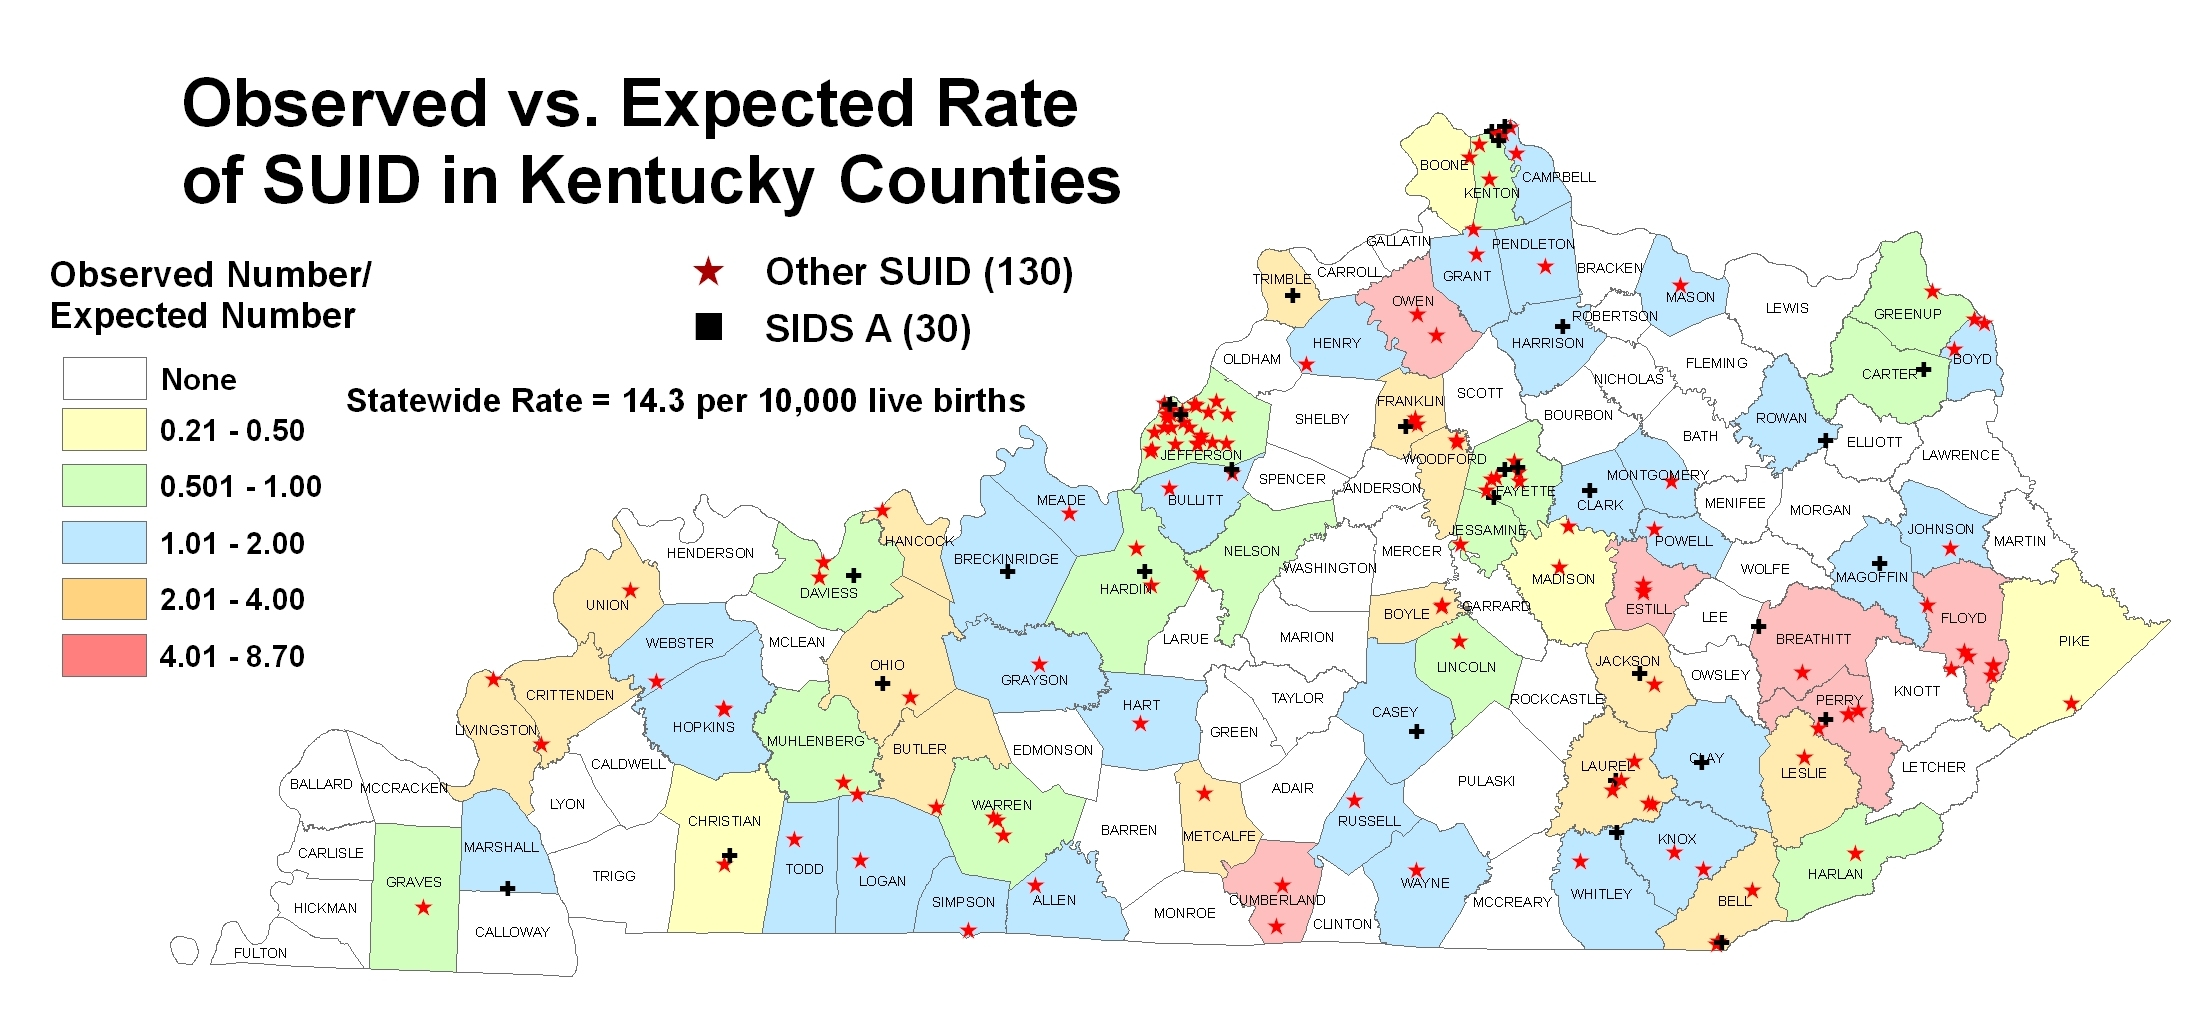 Observed vs. Expected Rate
of SUID in Kentucky Counties
Observed Number/
Expected Number
None
0.21 - 0.50
0.501 - 1.00
1.01 - 2.00
2.01 - 4.00
4.01 - 8.70
Other SUID (130)
SIDS A (30)
Statewide Rate = 14.3 per 10,000 live births
BOONE
KENTON
CAMPBELL
GALLATIN
PENDLETON
GRANT
BRACKEN
TRIMBLE
CARROLL
OWEN
MASON
LEWIS
ROBERTSON
GREENUP
HENRY
HARRISON
OLDHAM
FLEMING
BOYD
NICHOLAS
CARTER
SCOTT
FRANKLIN
SHELBY
BOURBON
ROWAN
BATH
ELLIOTT
JEFFERSON
WOODFORD
LAWRENCE
SPENCER
ANDERSON
MONTGOMERY
FAYETTE
CLARK
MENIFEE
MORGAN
BULLITT
MEADE
JESSAMINE
JOHNSON
POWELL
MARTIN
HANCOCK
HENDERSON
NELSON
MERCER
BRECKINRIDGE
WASHINGTON
WOLFE
MAGOFFIN
MADISON
HARDIN
DAVIESS
UNION
BOYLE
GARRARD
ESTILL
LEE
FLOYD
BREATHITT
PIKE
MCLEAN
WEBSTER
LARUE
MARION
OHIO
LINCOLN
JACKSON
OWSLEY
GRAYSON
CRITTENDEN
KNOTT
PERRY
TAYLOR
ROCKCASTLE
HART
CASEY
LIVINGSTON
HOPKINS
GREEN
MUHLENBERG
BUTLER
EDMONSON
CLAY
LAUREL
LESLIE
LETCHER
CALDWELL
BALLARD
MCCRACKEN
PULASKI
ADAIR
LYON
WARREN
CHRISTIAN
RUSSELL
BARREN
METCALFE
KNOX
MARSHALL
CARLISLE
TODD
LOGAN
TRIGG
GRAVES
WAYNE
HARLAN
WHITLEY
SIMPSON
ALLEN
CUMBERLAND
MCCREARY
BELL
HICKMAN
MONROE
CLINTON
CALLOWAY
FULTON